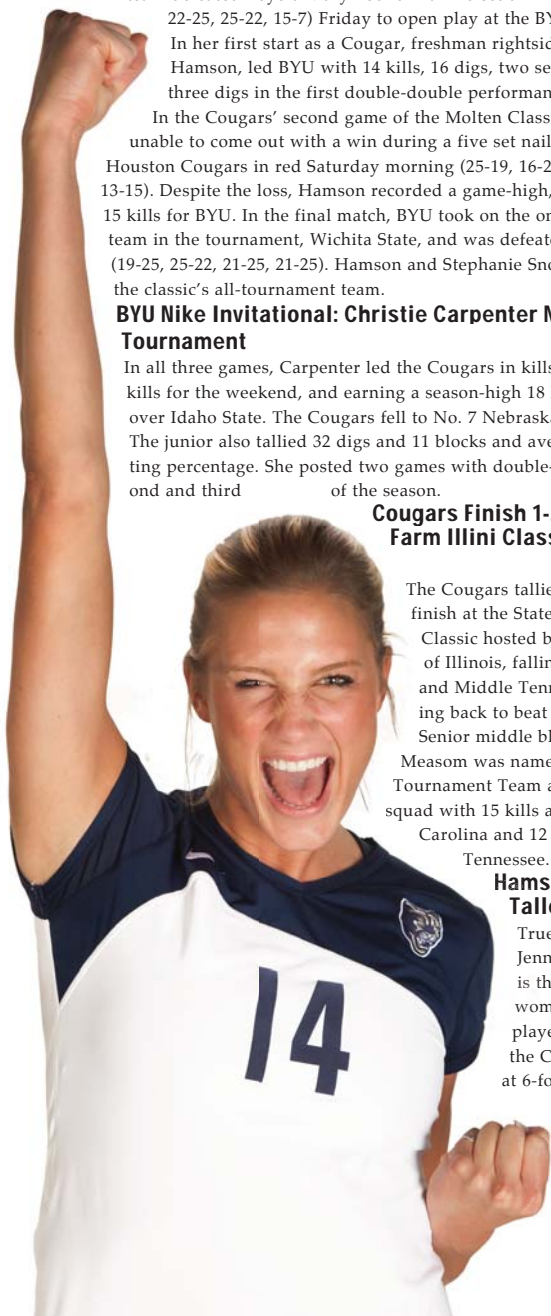 22-25, 25-22, 15-7) Friday to open play at the BY
In her first start as a Cougar, freshman rightsid
Hamson, led BYU with 14 kills, 16 digs, two se
three digs in the first double-double performan
In the Cougars' second game of the Molten Class
unable to come out with a win during a five set nail
Houston Cougars in red Saturday morning (25-19, 16-2
13-15). Despite the loss, Hamson recorded a game-high,
15 kills for BYU. In the final match, BYU took on the on
team in the tournament, Wichita State, and was defeat
(19-25, 25-22, 21-25, 21-25). Hamson and Stephanie Sno
the classic's all-tournament team.
BYU Nike Invitational: Christie Carpenter N
Tournament
In all three games, Carpenter led the Cougars in kills
kills for the weekend, and earning a season-high 18
over Idaho State. The Cougars fell to No. 7 Nebrask
The junior also tallied 32 digs and 11 blocks and ave
ting percentage. She posted two games with double-
ond and third of the season.
Cougars Finish 1-
Farm Illini Class
The Cougars tallie
finish at the State
Classic hosted b
of Illinois, fallin
and Middle Ten
ing back to beat
Senior middle bl
Measom was name
Tournament Team a
squad with 15 kills a
Carolina and 12
Tennessee.
Hams
Talle
True
Jenn
is th
wom
playe
the C
at 6-fo
14